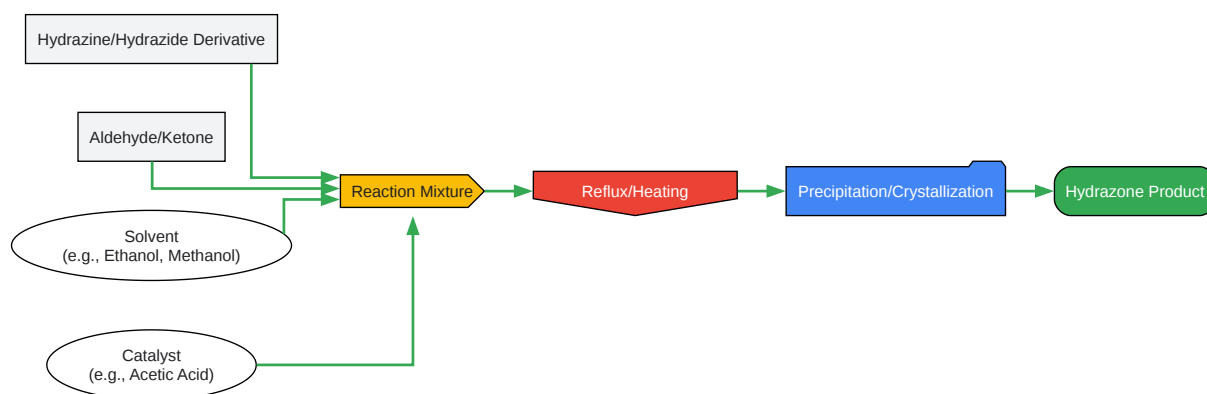 Hydrazine/Hydrazide Derivative
Aldehyde/Ketone
Solvent
(e.g., Ethanol, Methanol)
Catalyst
(e.g., Acetic Acid)
Reaction Mixture
Reflux/Heating
Precipitation/Crystallization
Hydrazone Product